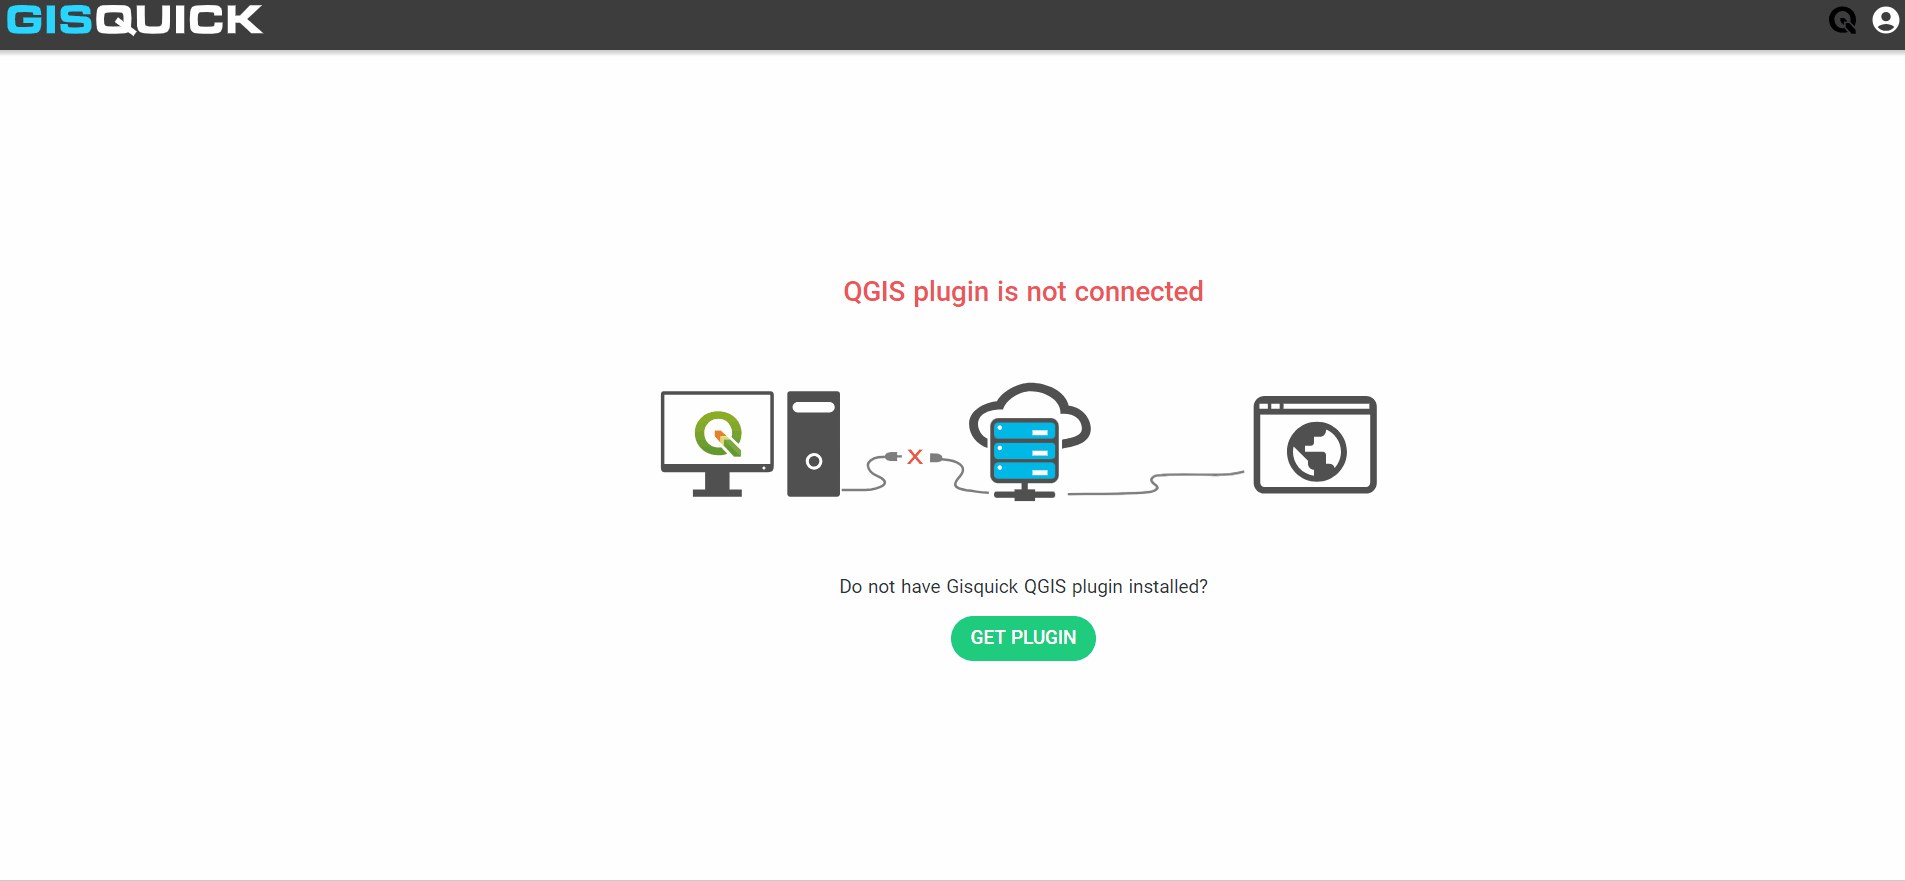 GISQUICK
QGIS plugin is not connected
X
Do not have Gisquick QGIS plugin installed?
GET PLUGIN